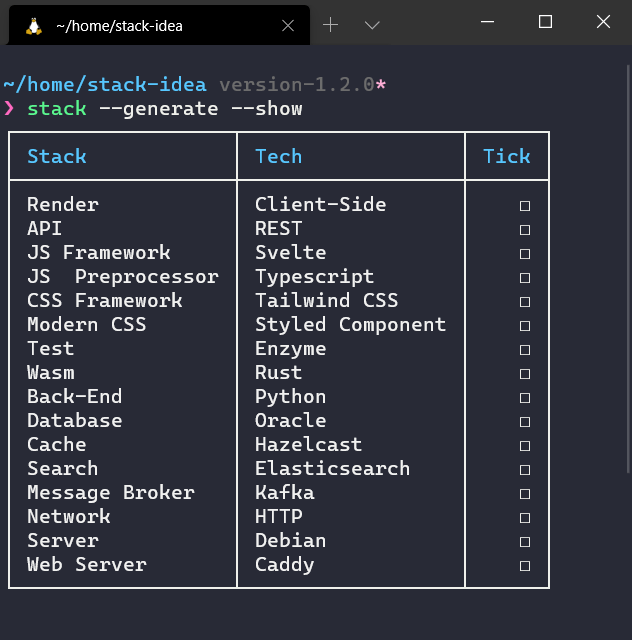 ~/home/stack-idea
~/home/stack-idea version-1.2.0*
❯ stack --generate --show
Stack Tech Tick
Render Client-Side □
API REST □
JS Framework Svelte □
JS  Preprocessor Typescript □
CSS Framework Tailwind CSS □
Modern CSS Styled Component □
Test Enzyme □
Wasm Rust □
Back-End Python □
Database Oracle □
Cache Hazelcast □
Search Elasticsearch □
Message Broker Kafka □
Network HTTP □
Server Debian □
Web Server Caddy □